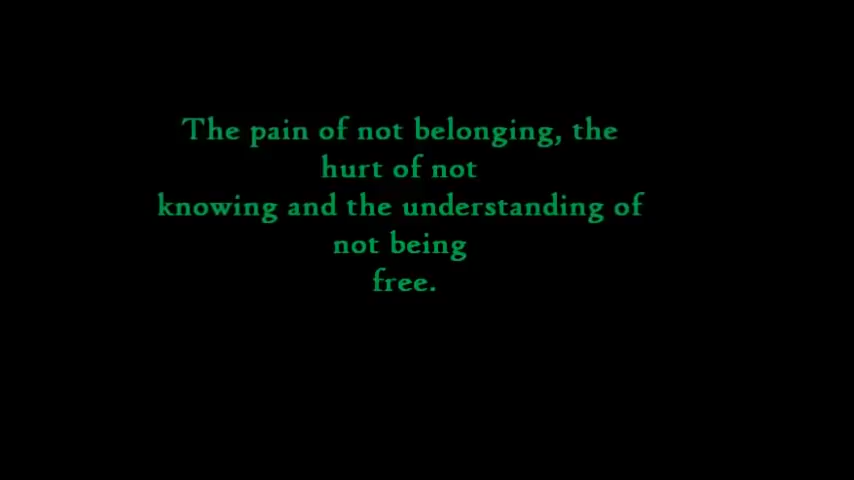 The pain of not belonging, the
hurt of not
knowing and the understanding of
not being
free.